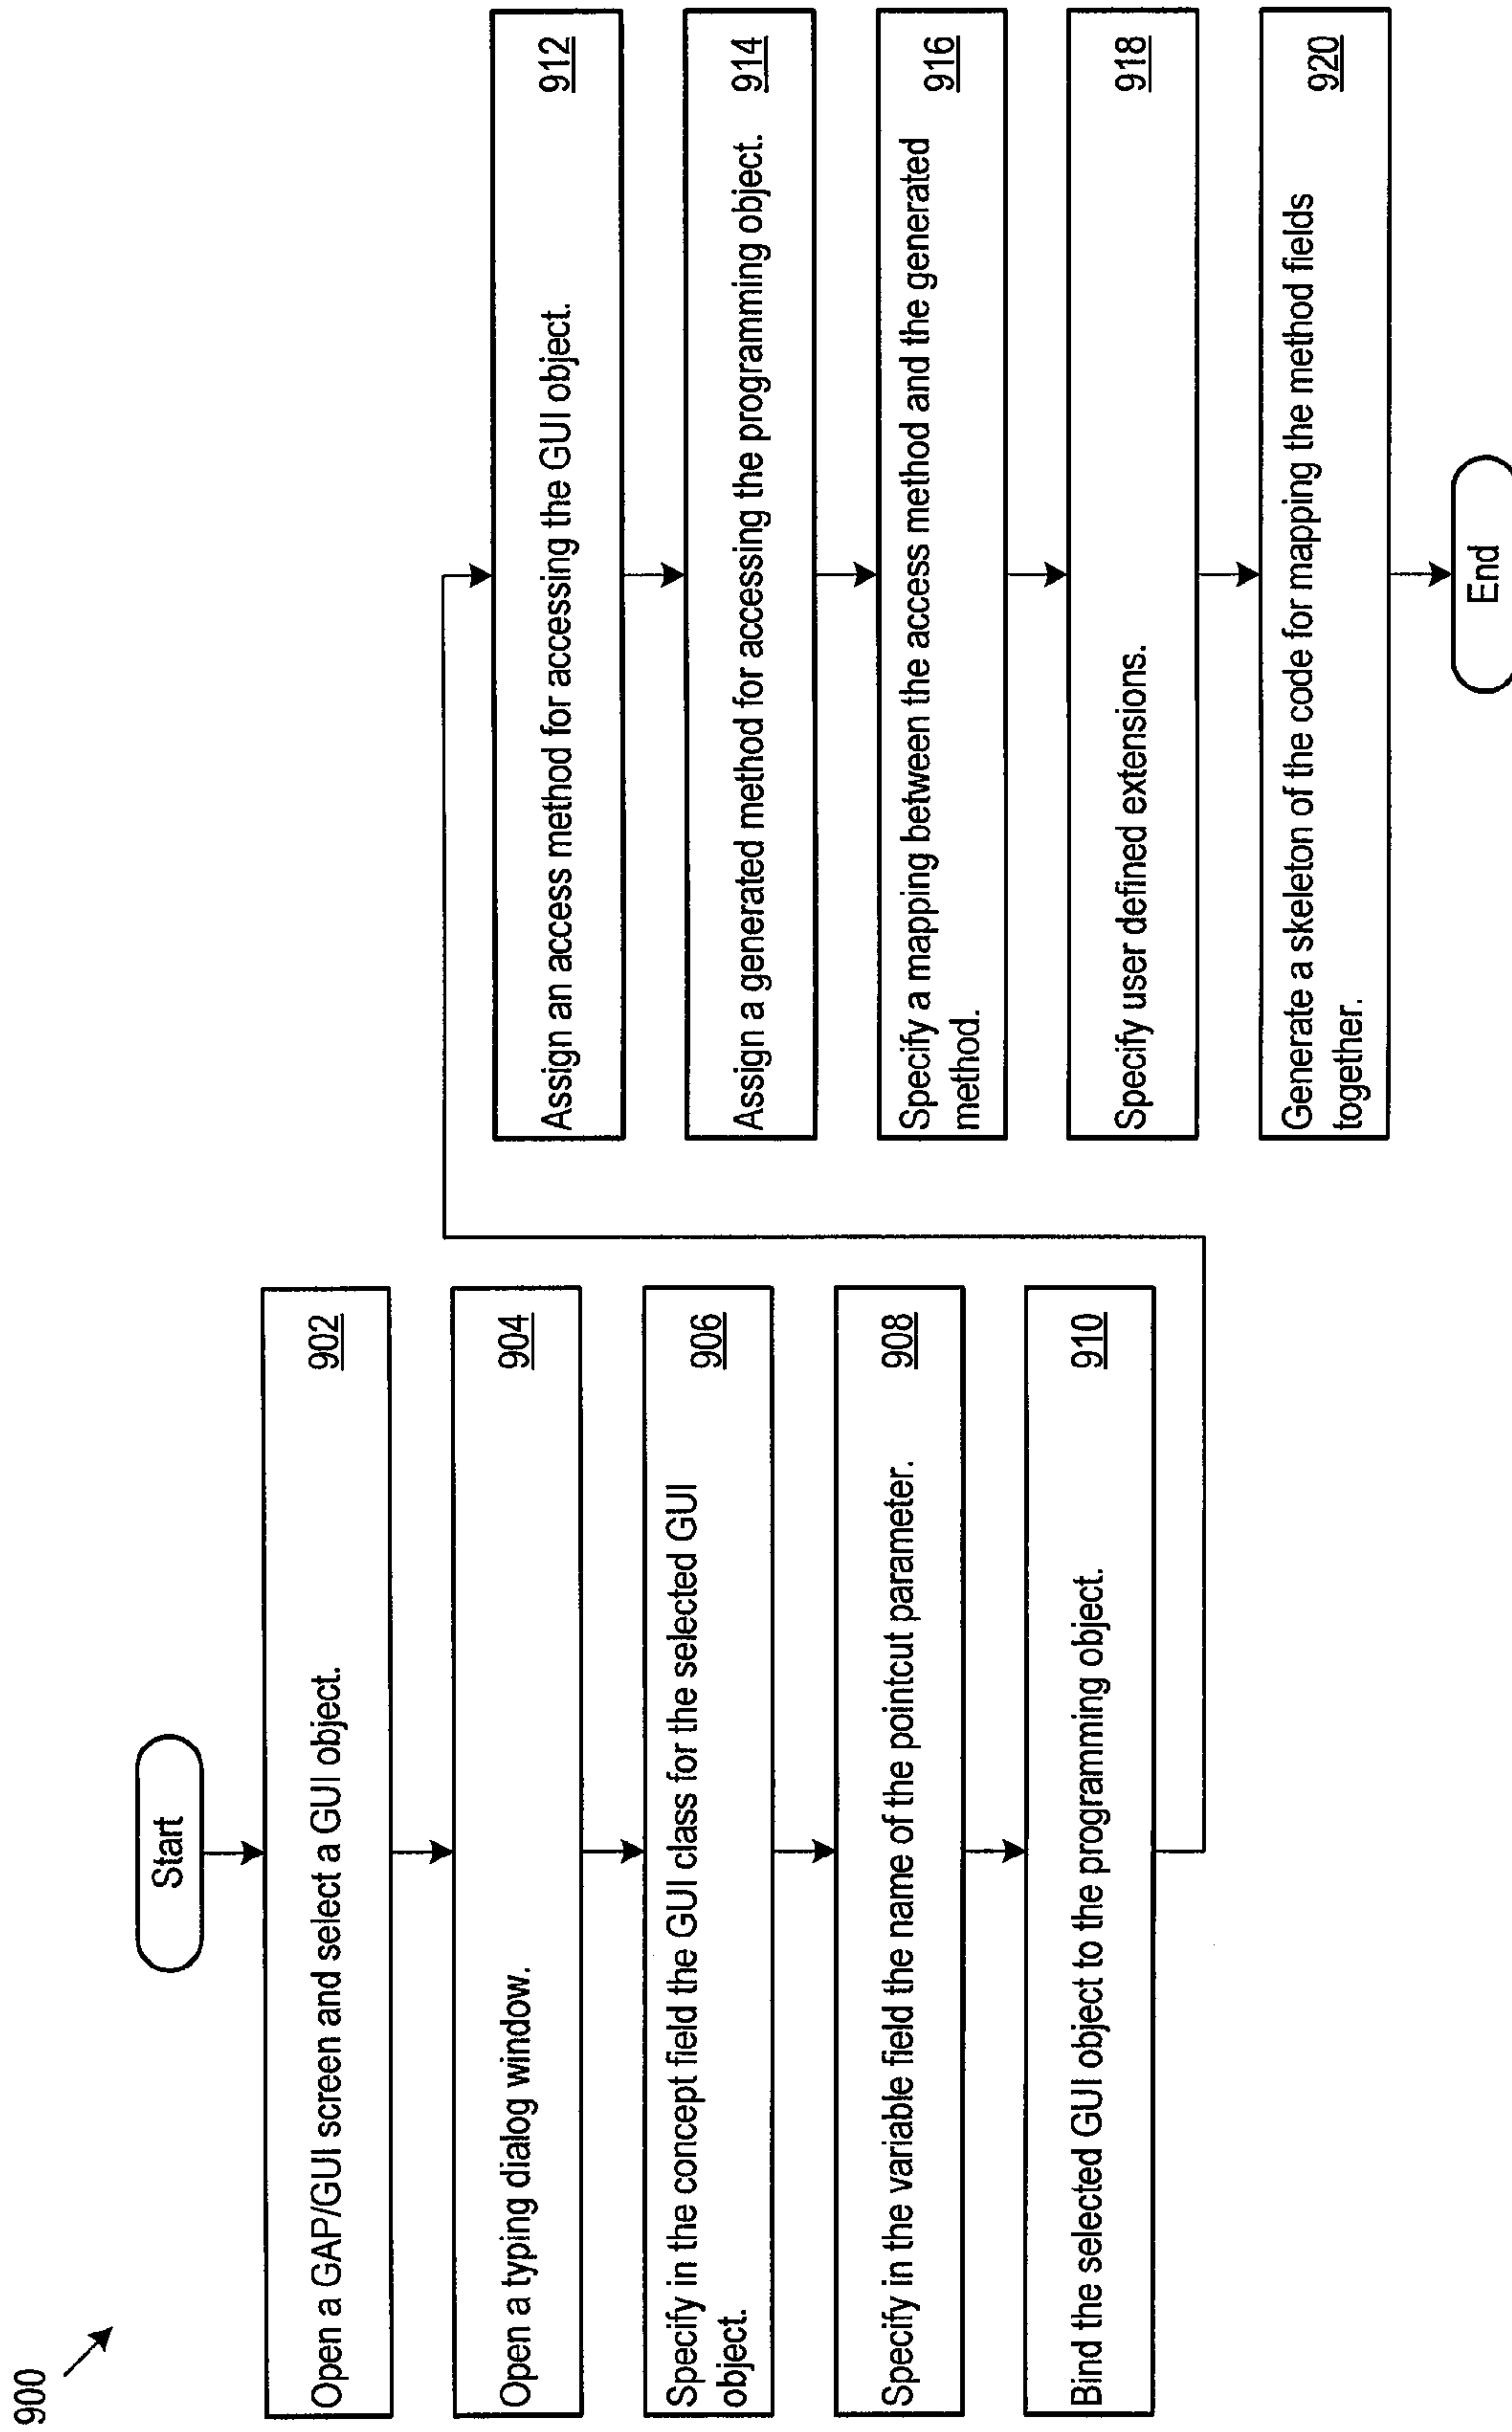 900
Start
Open a GAP/GUI screen and select a GUI object.
902
Open a typing dialog window.
904
Specify in the concept field the GUI class for the selected GUI
object.
906
Specify in the variable field the name of the pointcut parameter.
908
Bind the selected GUI object to the programming object.
910
Assign an access method for accessing the GUI object.
912
Assign a generated method for accessing the programming object.
914
Specify a mapping between the access method and the generated
method.
916
Specify user defined extensions.
918
Generate a skeleton of the code for mapping the method fields
together.
920
End